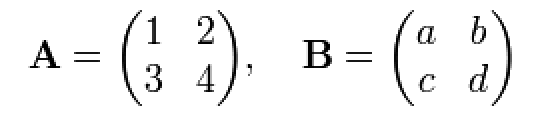 A = (1 2
3 4), B = (a b
c d)